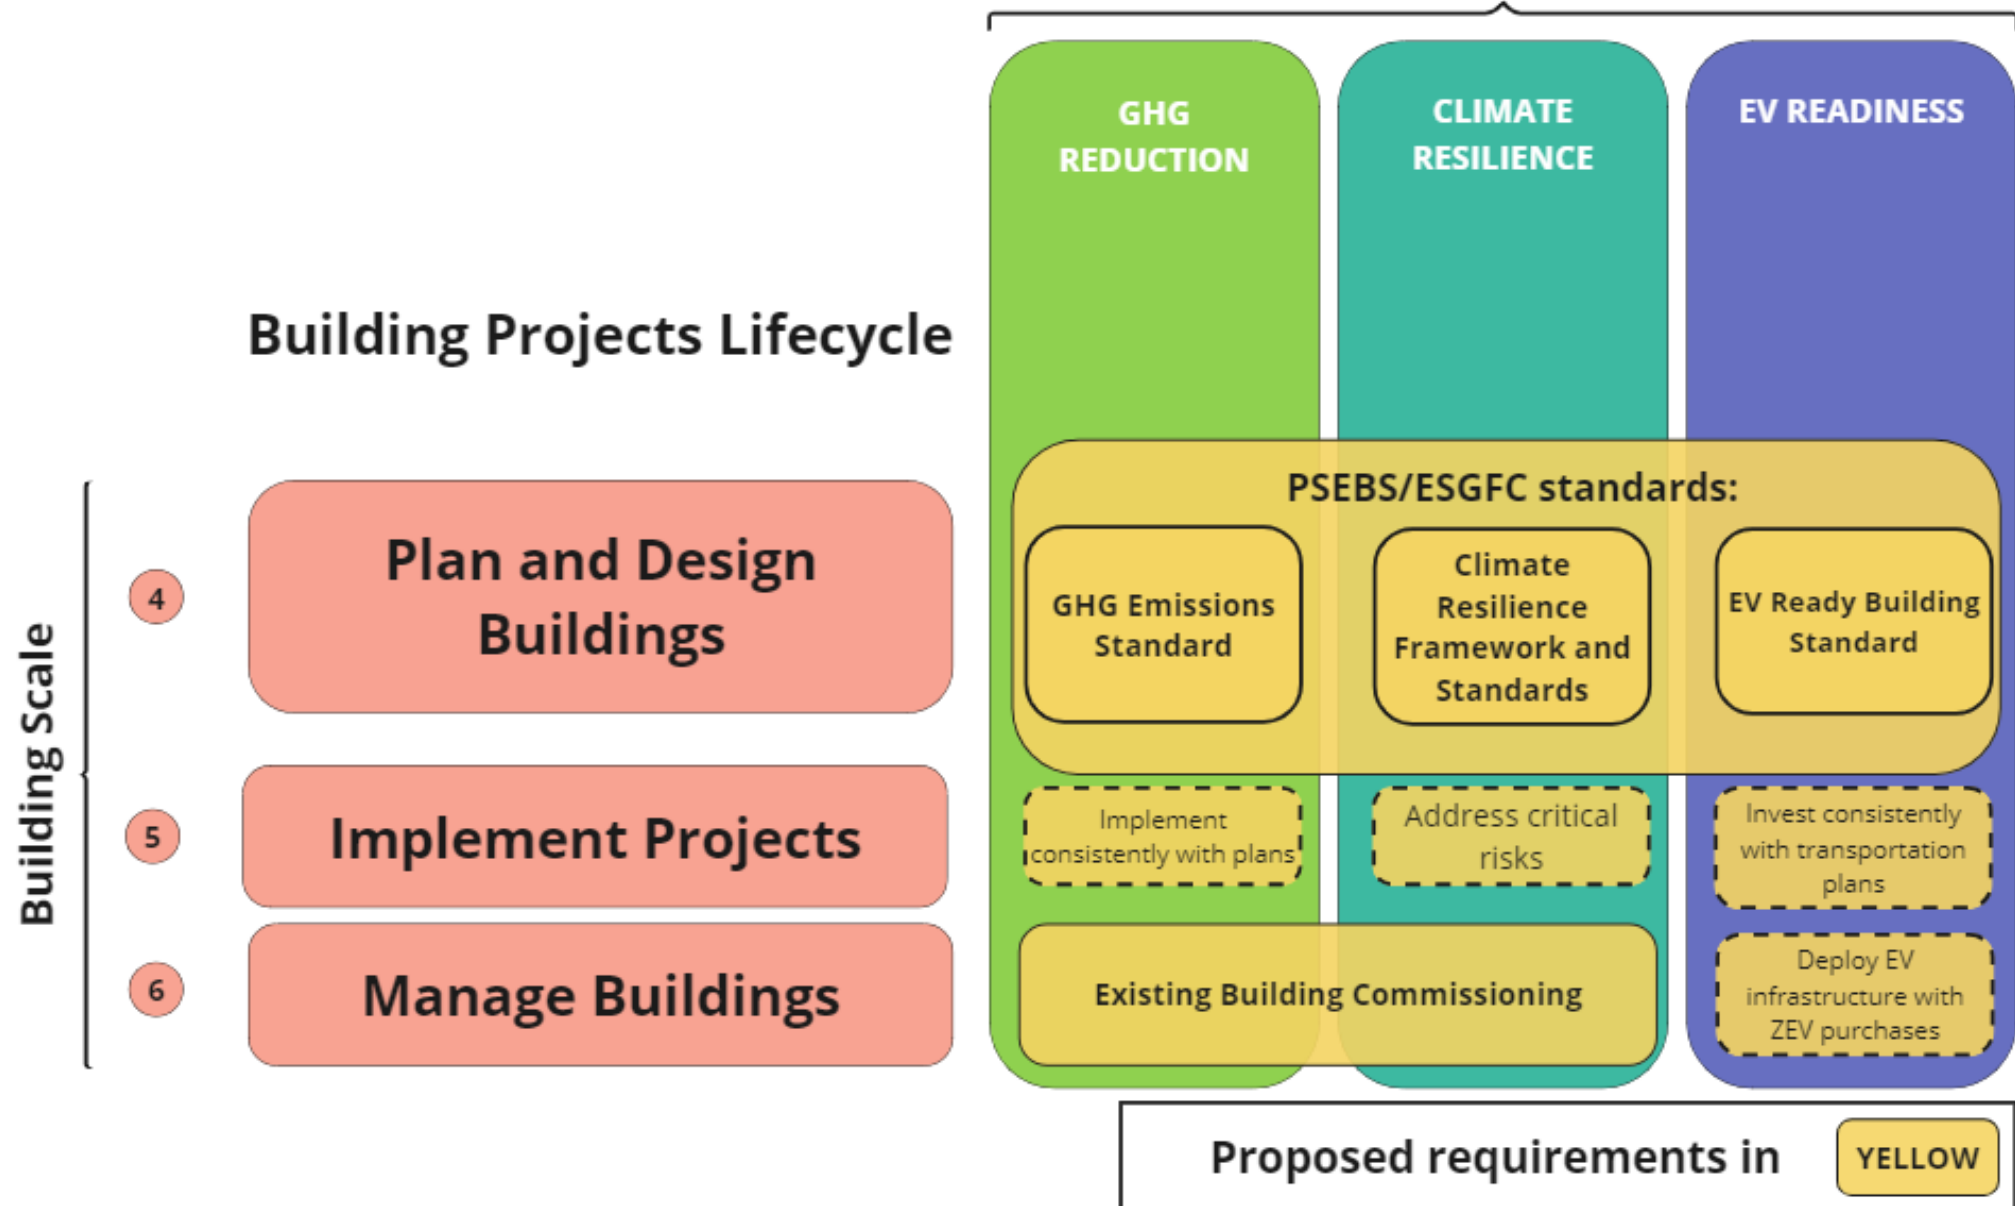 GHG
REDUCTION
CLIMATE
RESILIENCE
EV READINESS
Building Projects Lifecycle
Building Scale
4
Plan and Design
Buildings
PSEBS/ESGFC standards:
GHG Emissions
Standard
Climate
Resilience
Framework and
Standards
EV Ready Building
Standard
5
Implement Projects
Implement
consistently with plans
Address critical
risks
Invest consistently
with transportation
plans
6
Manage Buildings
Existing Building Commissioning
Deploy EV
infrastructure with
ZEV purchases
Proposed requirements in
YELLOW